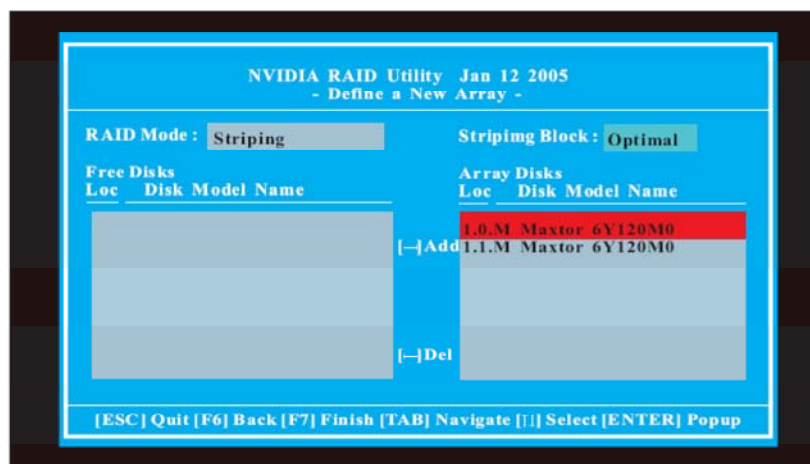 NVIDIA RAID Utility Jan 12 2005
- Define a New Array -
RAID Mode : Striping
Stripimg Block : Optimal
Free Disks
Loc Disk Model Name
Array Disks
Loc Disk Model Name
[—]Add
1.0.M Maxtor 6Y120M0
1.1.M Maxtor 6Y120M0
[—]Del
[ESC] Quit [F6] Back [F7] Finish [TAB] Navigate [↑↓] Select [ENTER] Popup